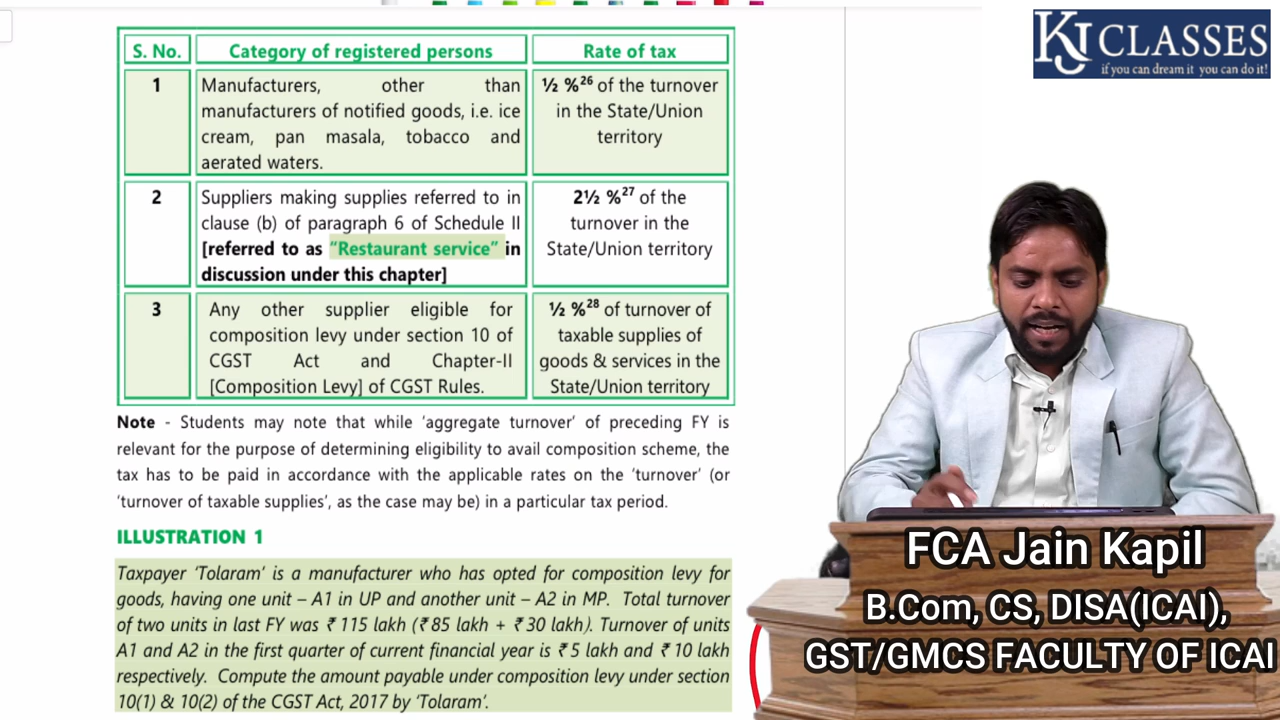 S. No. Category of registered persons Rate of tax
1 Manufacturers, other than ½ %26 of the turnover
manufacturers of notified goods, i.e. ice in the State/Union
cream, pan masala, tobacco and territory
aerated waters.
2 Suppliers making supplies referred to in 2½ %27 of the
clause (b) of paragraph 6 of Schedule II turnover in the
[referred to as “Restaurant service” in State/Union territory
discussion under this chapter]
3 Any other supplier eligible for ½ %28 of turnover of
composition levy under section 10 of taxable supplies of
CGST Act and Chapter-II goods & services in the
[Composition Levy] of CGST Rules. State/Union territory
Note - Students may note that while ‘aggregate turnover’ of preceding FY is
relevant for the purpose of determining eligibility to avail composition scheme, the
tax has to be paid in accordance with the applicable rates on the ‘turnover’ (or
‘turnover of taxable supplies’, as the case may be) in a particular tax period.
ILLUSTRATION 1
Taxpayer ‘Tolaram’ is a manufacturer who has opted for composition levy for
goods, having one unit – A1 in UP and another unit – A2 in MP. Total turnover
of two units in last FY was ₹ 115 lakh (₹ 85 lakh + ₹ 30 lakh). Turnover of units
A1 and A2 in the first quarter of current financial year is ₹ 5 lakh and ₹ 10 lakh
respectively. Compute the amount payable under composition levy under section
10(1) & 10(2) of the CGST Act, 2017 by ‘Tolaram’.
KJ CLASSES
if you can dream it you can do it!
FCA Jain Kapil
B.Com, CS, DISA(ICAI),
GST/GMCS FACULTY OF ICAI